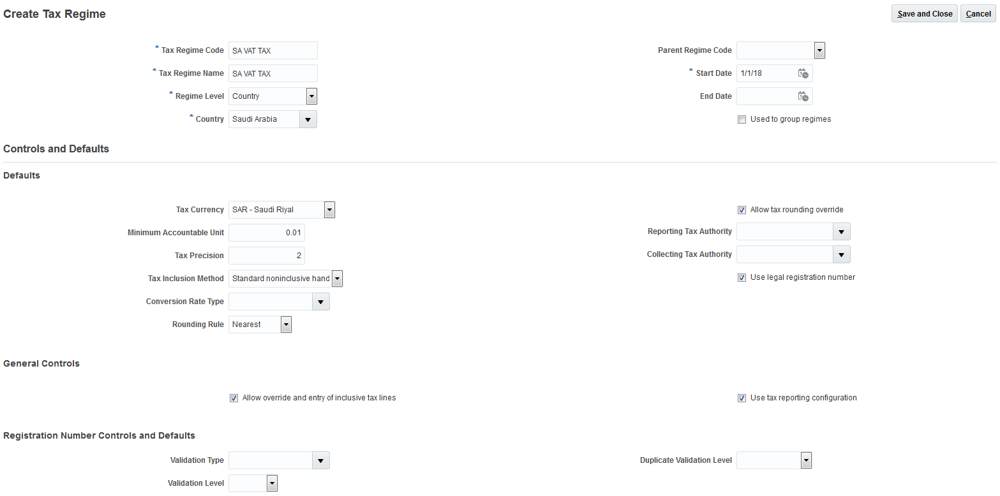 Create Tax Regime
Save and Close
Cancel
* Tax Regime Code SA VAT TAX
Parent Regime Code
* Tax Regime Name SA VAT TAX
* Start Date 1/1/18
* Regime Level Country
End Date
* Country Saudi Arabia
Used to group regimes
Controls and Defaults
Defaults
Tax Currency SAR - Saudi Riyal
Allow tax rounding override
Minimum Accountable Unit 0.01
Reporting Tax Authority
Tax Precision 2
Collecting Tax Authority
Tax Inclusion Method Standard noninclusive hand
Use legal registration number
Conversion Rate Type
Rounding Rule Nearest
General Controls
Allow override and entry of inclusive tax lines
Use tax reporting configuration
Registration Number Controls and Defaults
Validation Type
Duplicate Validation Level
Validation Level